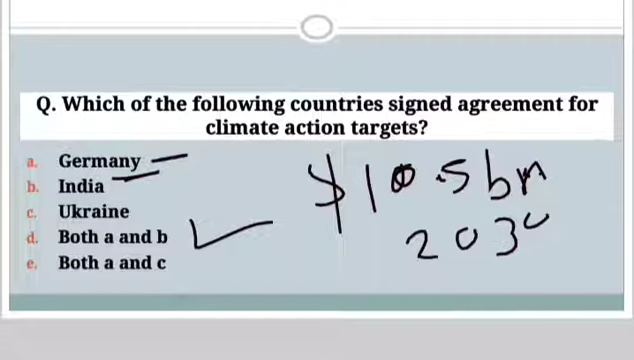 Q. Which of the following countries signed agreement for
climate action targets?
a. Germany
b. India
c. Ukraine
d. Both a and b
e. Both a and c
$10.5bn
2030